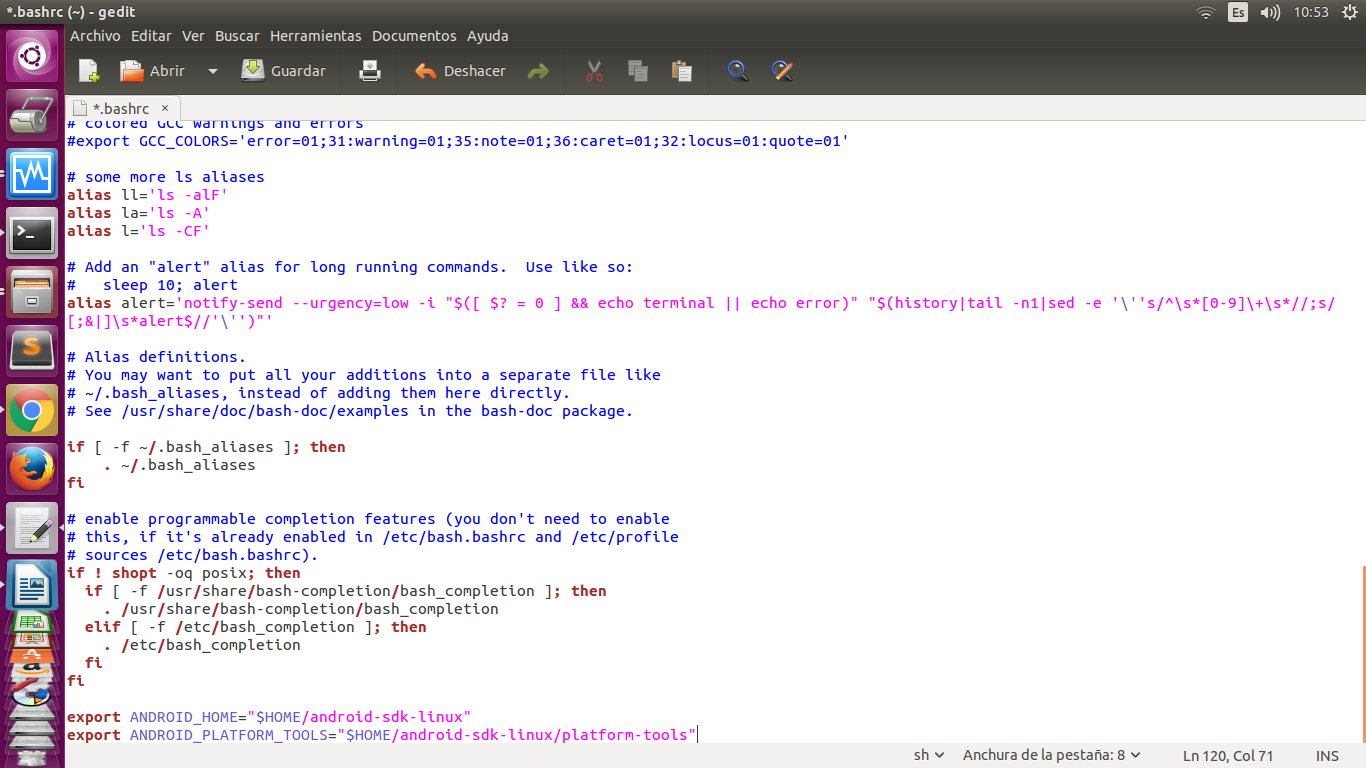 *.bashrc (~) - gedit
Es
10:53
Archivo Editar Ver Buscar Herramientas Documentos Ayuda
Abrir Guardar Deshacer
*.bashrc ×
# colored GCC warnings and errors
#export GCC_COLORS='error=01;31:warning=01;35:note=01;36:caret=01;32:locus=01:quote=01'
# some more ls aliases
alias ll='ls -alF'
alias la='ls -A'
alias l='ls -CF'
# Add an "alert" alias for long running commands.  Use like so:
#   sleep 10; alert
alias alert='notify-send --urgency=low -i "$([ $? = 0 ] && echo terminal || echo error)" "$(history|tail -n1|sed -e '\''s/^\s*[0-9]\+\s*//;s/
[;&|]\s*alert$//'\'')"'
# Alias definitions.
# You may want to put all your additions into a separate file like
# ~/.bash_aliases, instead of adding them here directly.
# See /usr/share/doc/bash-doc/examples in the bash-doc package.
if [ -f ~/.bash_aliases ]; then
    . ~/.bash_aliases
fi
# enable programmable completion features (you don't need to enable
# this, if it's already enabled in /etc/bash.bashrc and /etc/profile
# sources /etc/bash.bashrc).
if ! shopt -oq posix; then
  if [ -f /usr/share/bash-completion/bash_completion ]; then
    . /usr/share/bash-completion/bash_completion
  elif [ -f /etc/bash_completion ]; then
    . /etc/bash_completion
  fi
fi
export ANDROID_HOME="$HOME/android-sdk-linux"
export ANDROID_PLATFORM_TOOLS="$HOME/android-sdk-linux/platform-tools"
sh Anchura de la pestaña: 8 Ln 120, Col 71 INS